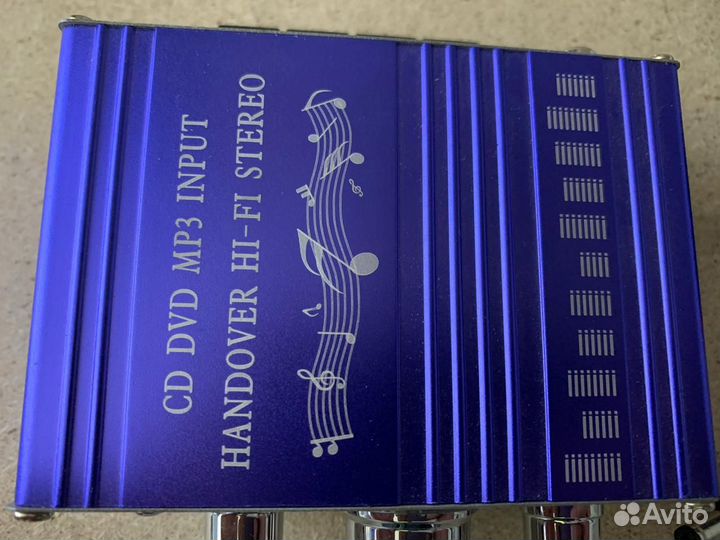 CD DVD MP3 INPUT
HANDOVER HI-FI STEREO
Avito